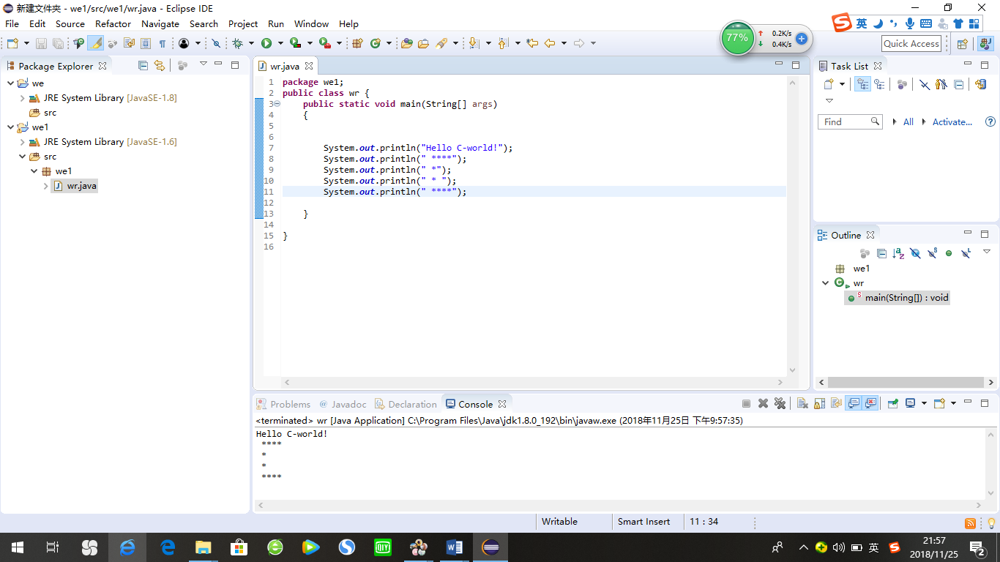 新建文件夹 - we1/src/we1/wr.java - Eclipse IDE
File Edit Source Refactor Navigate Search Project Run Window Help
英
77%
0.2K/s
0.4K/s
Quick Access
Package Explorer
we
JRE System Library [JavaSE-1.8]
src
we1
JRE System Library [JavaSE-1.6]
src
we1
wr.java
wr.java
1 package we1;
2 public class wr {
3 public static void main(String[] args)
4 {
5
6
7 System.out.println("Hello C-world!");
8 System.out.println(" ****");
9 System.out.println(" *");
10 System.out.println(" * ");
11 System.out.println(" ****");
12
13 }
14
15 }
16
Task List
Find All Activate...
Outline
we1
wr
main(String[]) : void
Problems @ Javadoc Declaration Console
<terminated> wr [Java Application] C:\Program Files\Java\jdk1.8.0_192\bin\javaw.exe (2018年11月25日 下午9:57:35)
Hello C-world!
 ****
 *
 *
 ****
Writable Smart Insert 11 : 34
QIY
英
21:57
2018/11/25
2